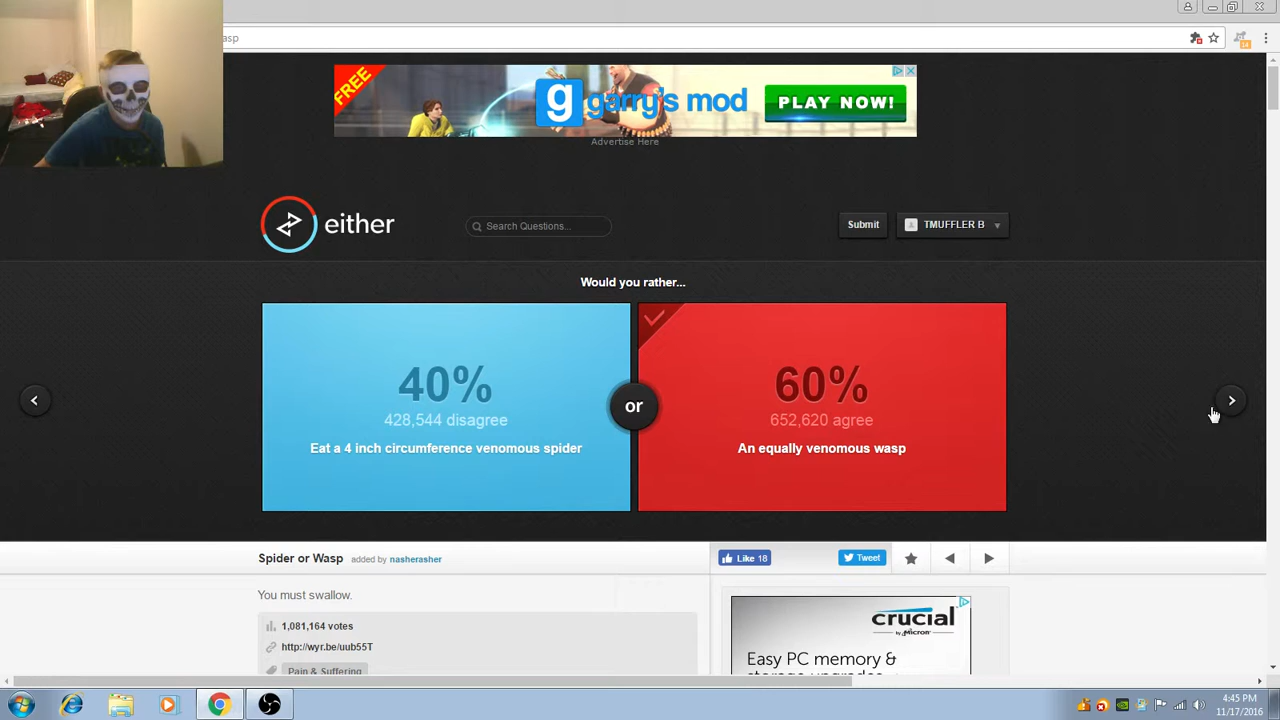 asp
FREE
g garry's mod
PLAY NOW!
Advertise Here
either
Search Questions...
Submit
TMUFFLER B
Would you rather...
40%
428,544 disagree
Eat a 4 inch circumference venomous spider
or
60%
652,620 agree
An equally venomous wasp
Spider or Wasp added by nasherasher
Like 18
Tweet
You must swallow.
1,081,164 votes
http://wyr.be/uub55T
Pain & Suffering
crucial
by Micron
Easy PC memory &
storage upgrades
4:45 PM
11/17/2016